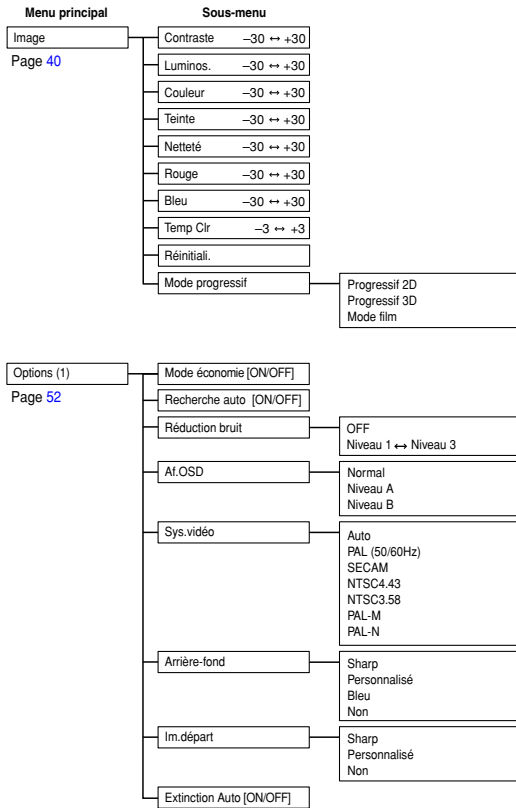 Menu principal Sous-menu
Image
Page 40
Contraste –30 ↔ +30
Luminos. –30 ↔ +30
Couleur –30 ↔ +30
Teinte –30 ↔ +30
Netteté –30 ↔ +30
Rouge –30 ↔ +30
Bleu –30 ↔ +30
Temp Clr –3 ↔ +3
Réinitiali.
Mode progressif
Progressif 2D
Progressif 3D
Mode film
Options (1)
Page 52
Mode économie [ON/OFF]
Recherche auto [ON/OFF]
Réduction bruit
OFF
Niveau 1 ↔ Niveau 3
Af.OSD
Normal
Niveau A
Niveau B
Sys.vidéo
Auto
PAL (50/60Hz)
SECAM
NTSC4.43
NTSC3.58
PAL-M
PAL-N
Arrière-fond
Sharp
Personnalisé
Bleu
Non
Im.départ
Sharp
Personnalisé
Non
Extinction Auto [ON/OFF]